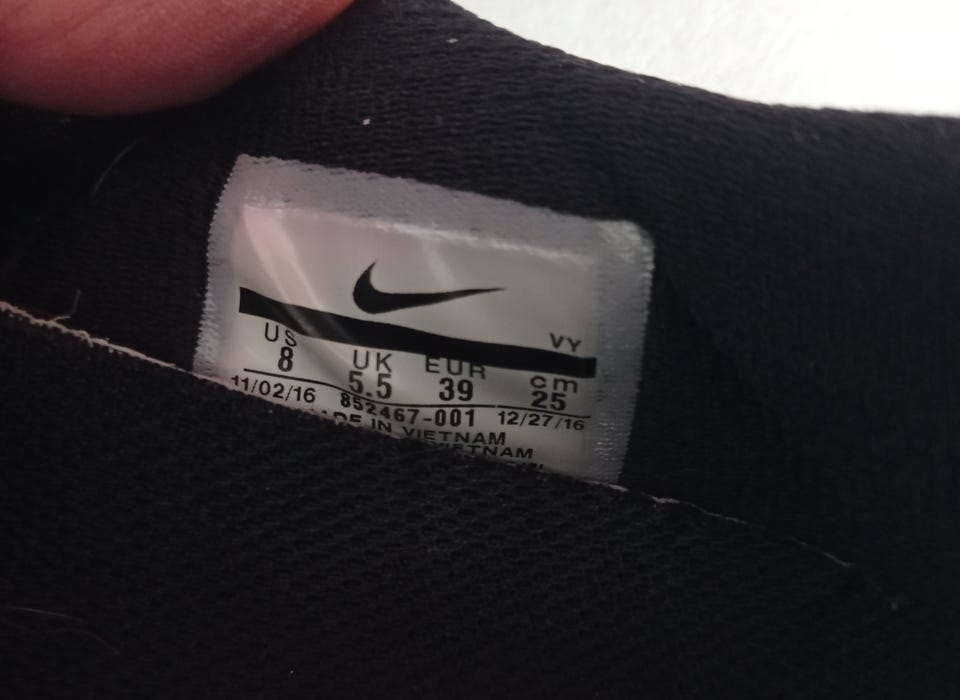 VY
US UK EUR cm
8 5.5 39 25
11/02/16 852467-001 12/27/16
IN VIETNAM
VIETNAM